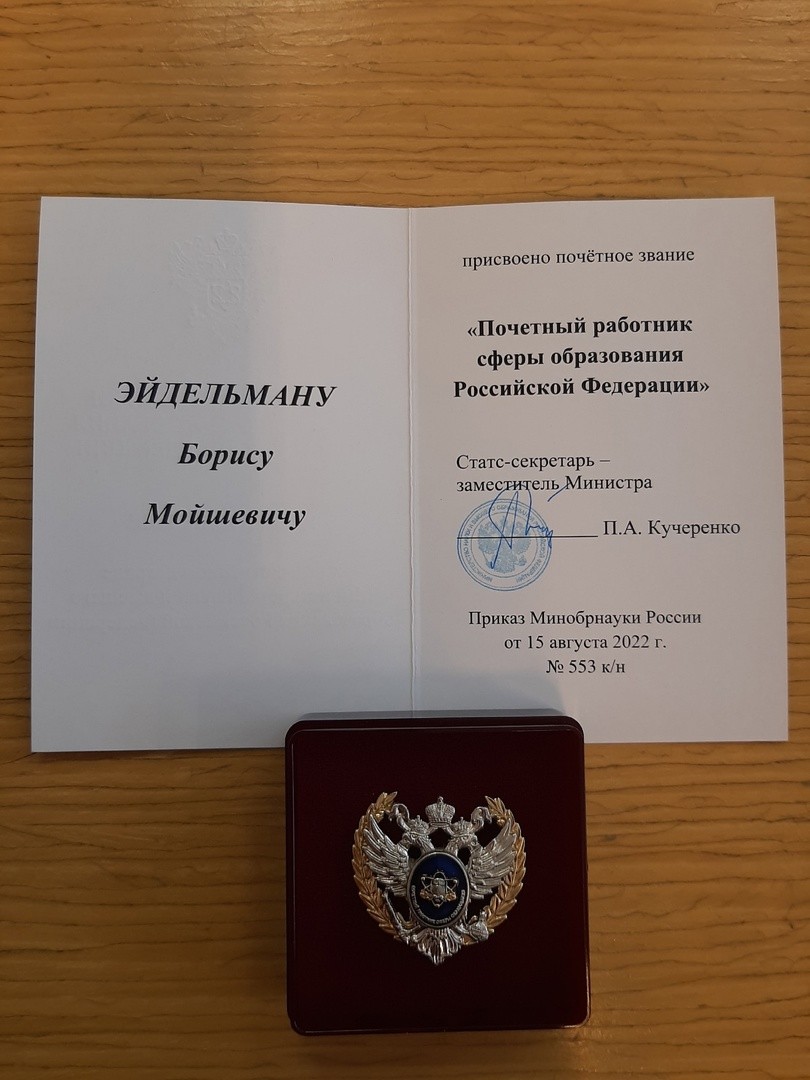 ЭЙДЕЛЬМАНУ
Борису
Мойшевичу
присвоено почётное звание
«Почетный работник
сферы образования
Российской Федерации»
Статс-секретарь –
заместитель Министра
П.А. Кучеренко
Приказ Минобрнауки России
от 15 августа 2022 г.
№ 553 к/н